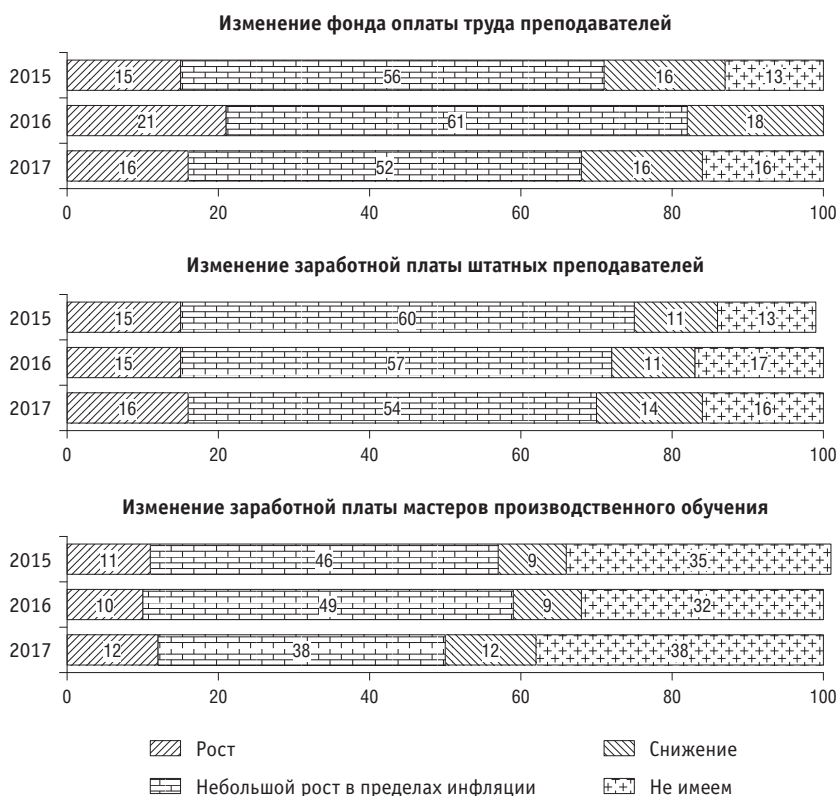 Изменение фонда оплаты труда преподавателей
2015 15 56 16 13
2016 21 61 18
2017 16 52 16 16
0 20 40 60 80 100
Изменение заработной платы штатных преподавателей
2015 15 60 11 13
2016 15 57 11 17
2017 16 54 14 16
0 20 40 60 80 100
Изменение заработной платы мастеров производственного обучения
2015 11 46 9 35
2016 10 49 9 32
2017 12 38 12 38
0 20 40 60 80 100
Рост Снижение
Небольшой рост в пределах инфляции Не имеем